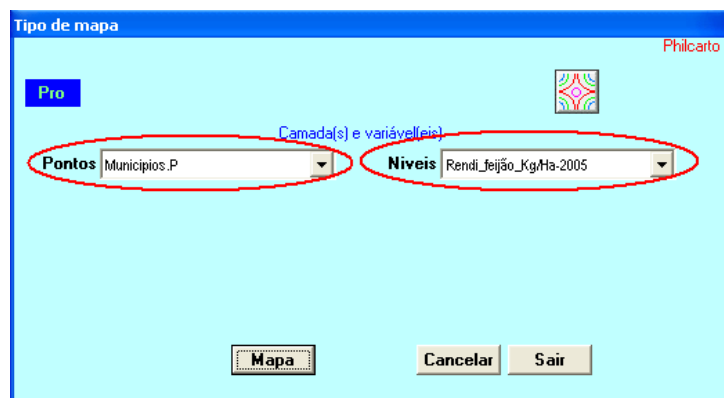 Tipo de mapa
Philcarto
Pro
Camada(s) e variável(eis)
Pontos Municipios.P Niveis Rendi_feijão_Kg/Ha-2005
Mapa Cancelar Sair